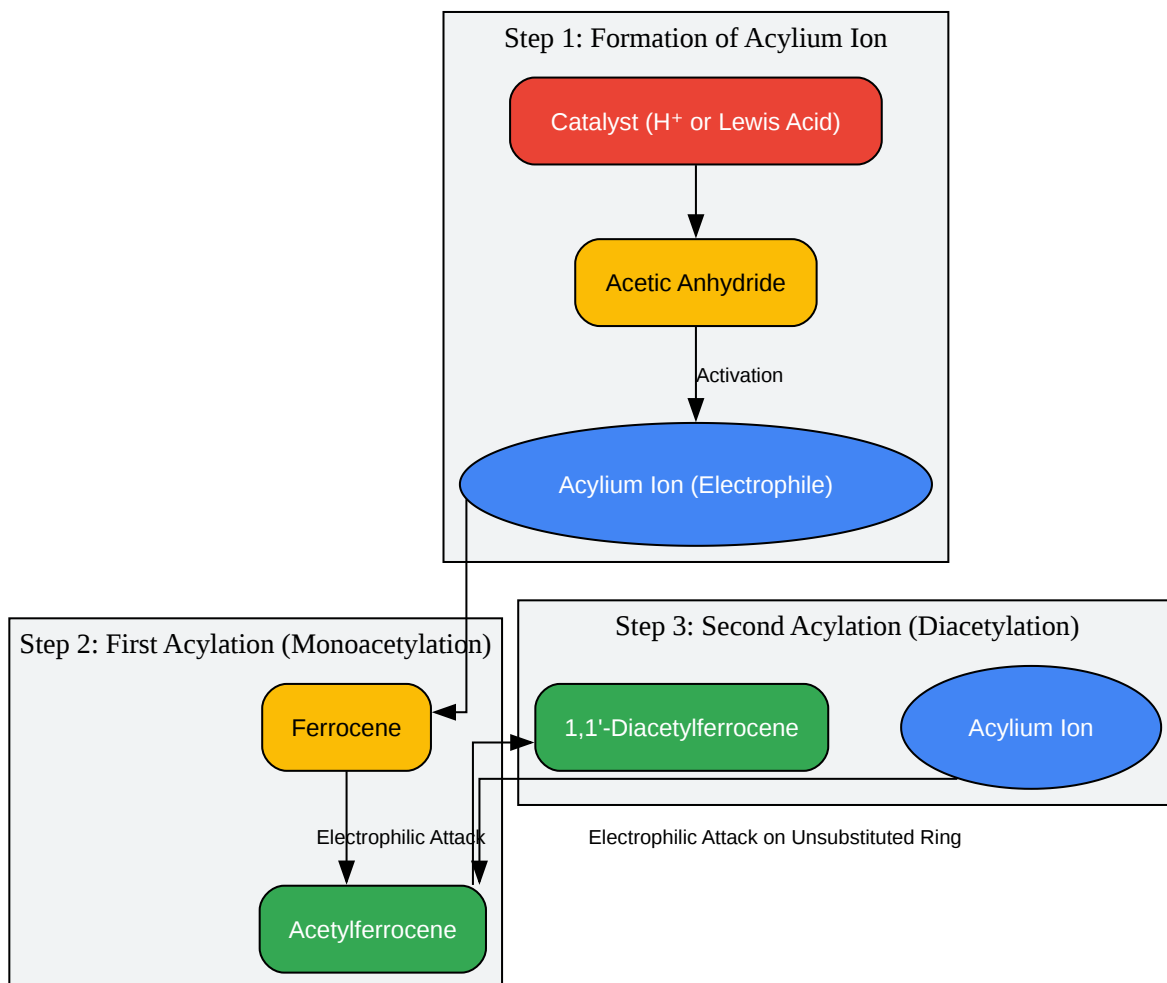 Step 1: Formation of Acylium Ion
Catalyst (H⁺ or Lewis Acid)
Acetic Anhydride
Activation
Acylium Ion (Electrophile)
Step 2: First Acylation (Monoacetylation)
Ferrocene
Electrophilic Attack
Acetylferrocene
Step 3: Second Acylation (Diacetylation)
1,1'-Diacetylferrocene
Acylium Ion
Electrophilic Attack on Unsubstituted Ring